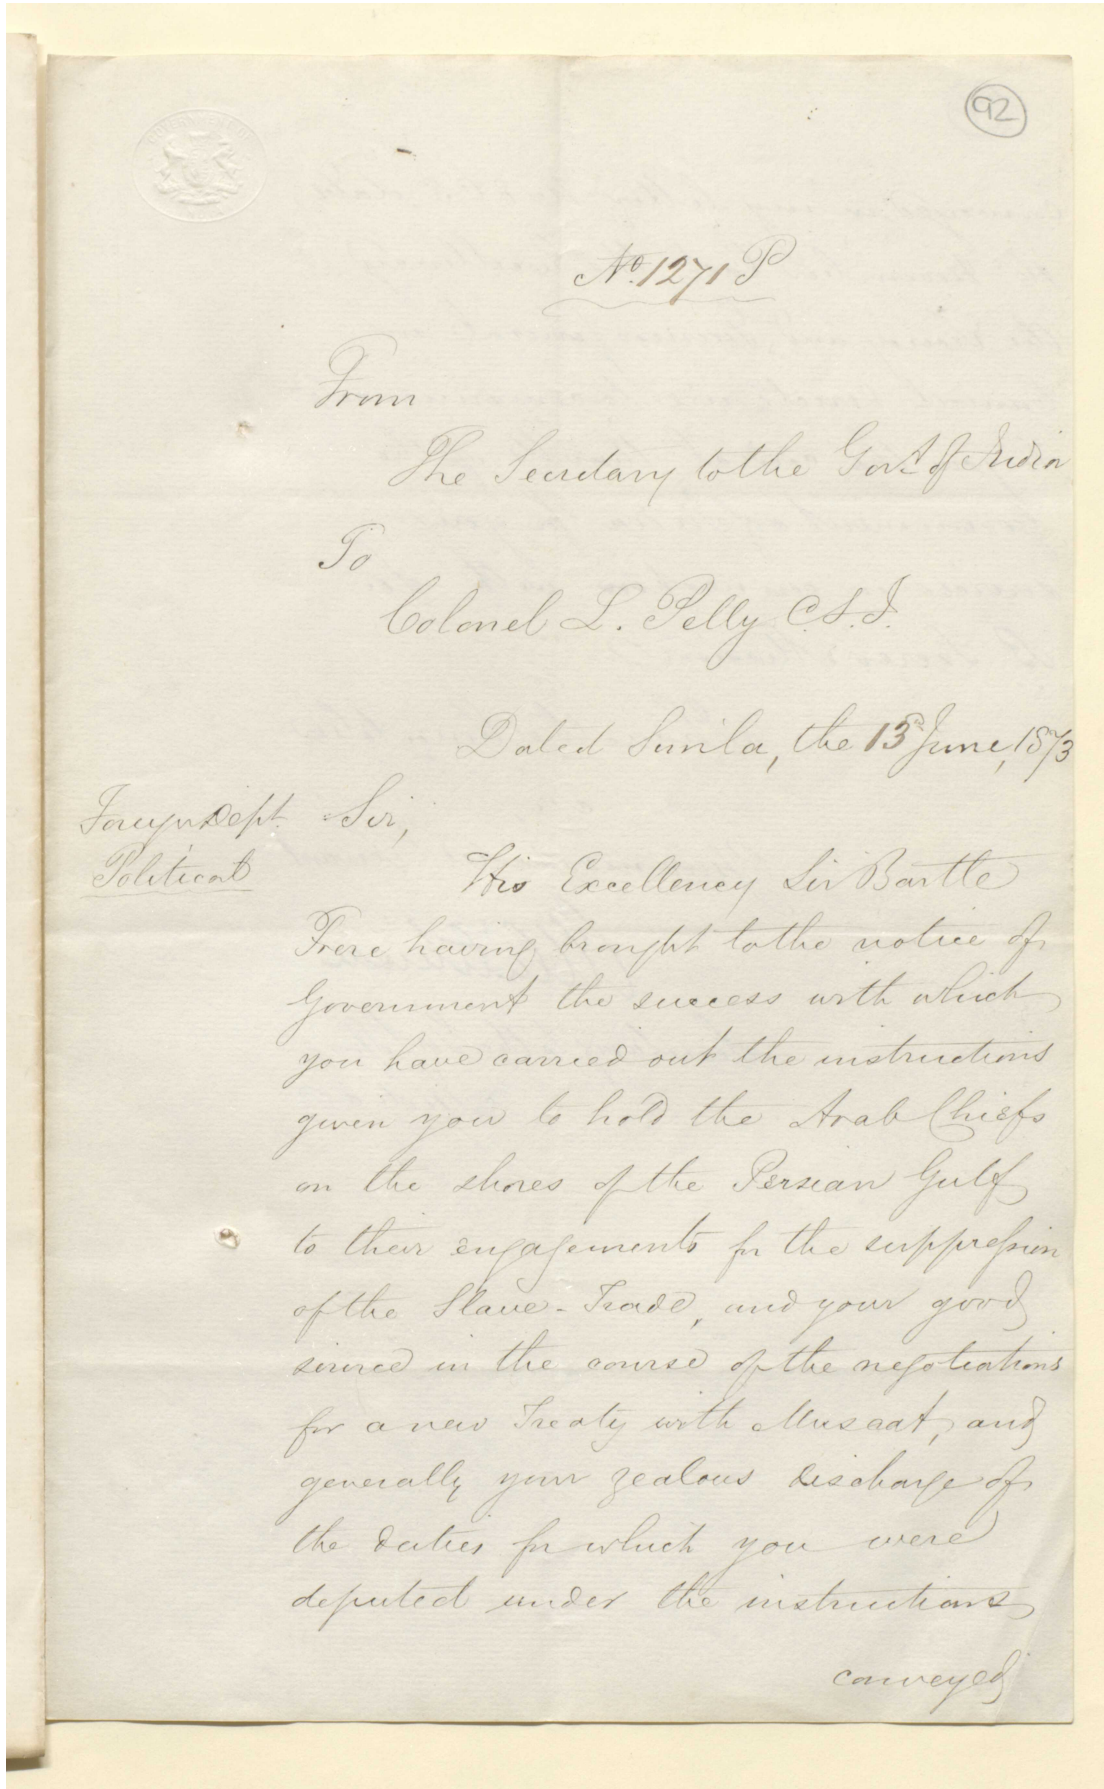 92
No. 1271 P
From
The Secretary to the Govt. of India
To
Colonel L. Pelly C.S.I.
Dated Simla, the 13th June, 1873
Foreign Dept. Sir,
Political
His Excellency Sir Bartle
Frere having brought to the notice of
Government the success with which
you have carried out the instructions
given you to hold the Arab Chiefs
on the shores of the Persian Gulf
to their engagements for the suppression
of the Slave-Trade, and your good
service in the course of the negotiations
for a new Treaty with Muscat, and
generally your zealous discharge of
the duties for which you were
deputed under the instructions
conveyed